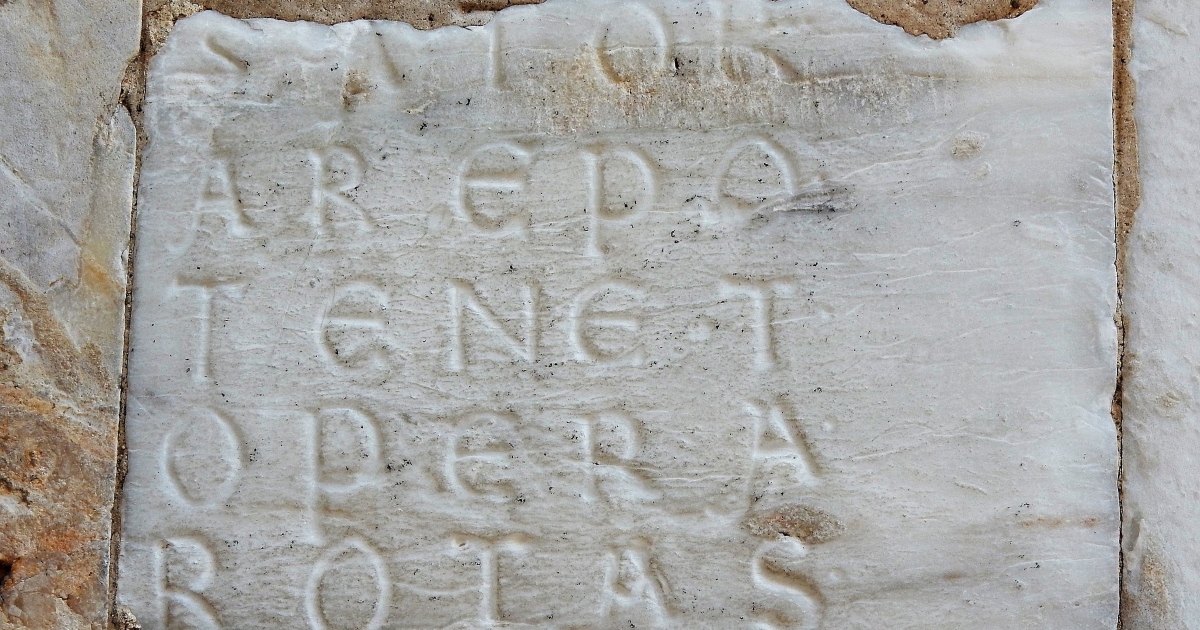 SATOR
AREPO
TENET
OPERA
ROTAS